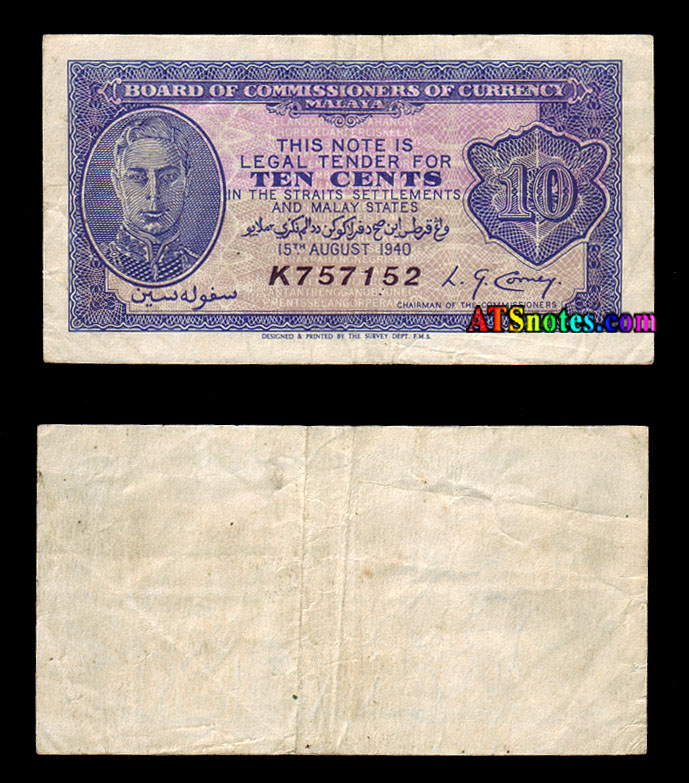 BOARD OF COMMISSIONERS OF CURRENCY
MALAYA
THIS NOTE IS
LEGAL TENDER FOR
TEN CENTS
IN THE STRAITS SETTLEMENTS
AND MALAY STATES
15TH AUGUST 1940
K757152
L. G. Corney.
CHAIRMAN OF THE COMMISSIONERS
10
سفوله سين
DESIGNED & PRINTED BY THE SURVEY DEPT. F.M.S.
ATSnotes.com